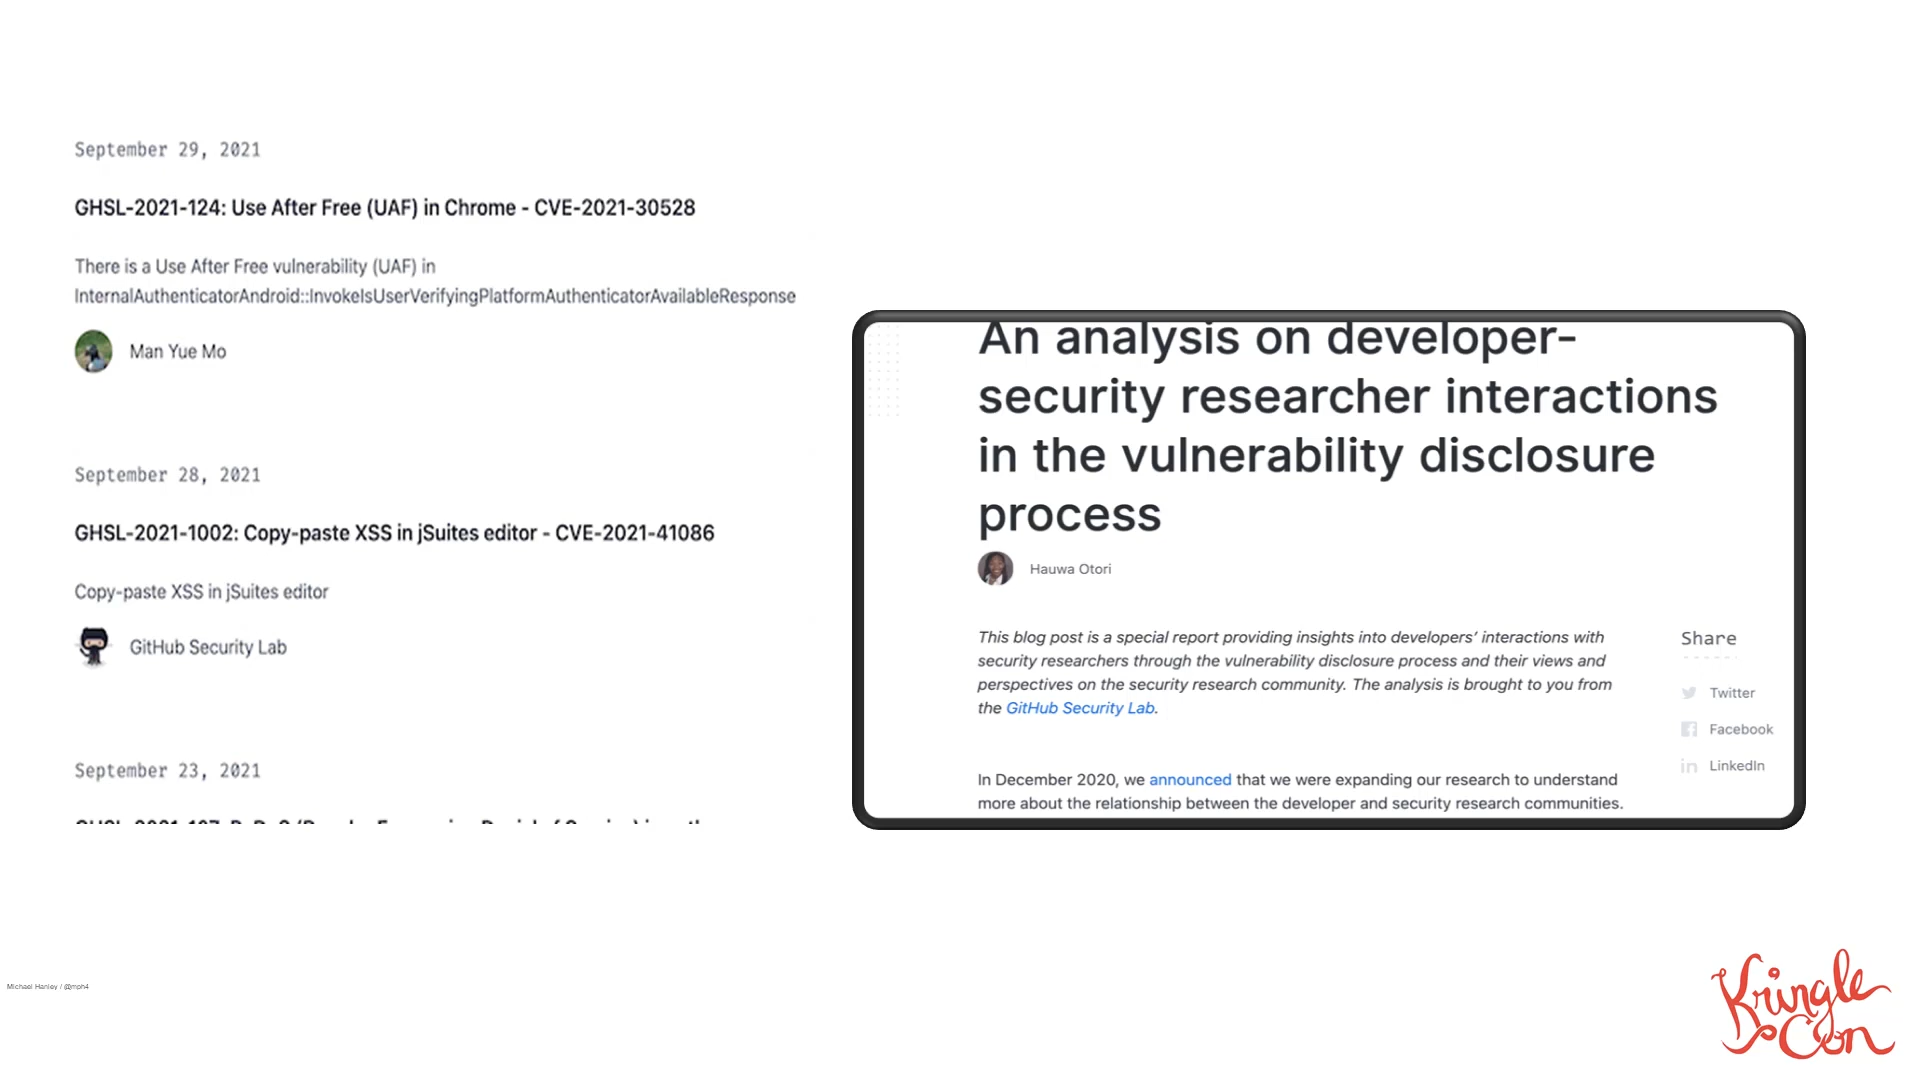 September 29, 2021
GHSL-2021-124: Use After Free (UAF) in Chrome - CVE-2021-30528
There is a Use After Free vulnerability (UAF) in
InternalAuthenticatorAndroid::InvokeIsUserVerifyingPlatformAuthenticatorAvailableResponse
Man Yue Mo
September 28, 2021
GHSL-2021-1002: Copy-paste XSS in jSuites editor - CVE-2021-41086
Copy-paste XSS in jSuites editor
GitHub Security Lab
September 23, 2021
An analysis on developer-
security researcher interactions
in the vulnerability disclosure
process
Hauwa Otori
This blog post is a special report providing insights into developers’ interactions with
security researchers through the vulnerability disclosure process and their views and
perspectives on the security research community. The analysis is brought to you from
the GitHub Security Lab.
In December 2020, we announced that we were expanding our research to understand
more about the relationship between the developer and security research communities.
Share
Twitter
Facebook
LinkedIn
Michael Hanley / @mph4
Kringle
Con